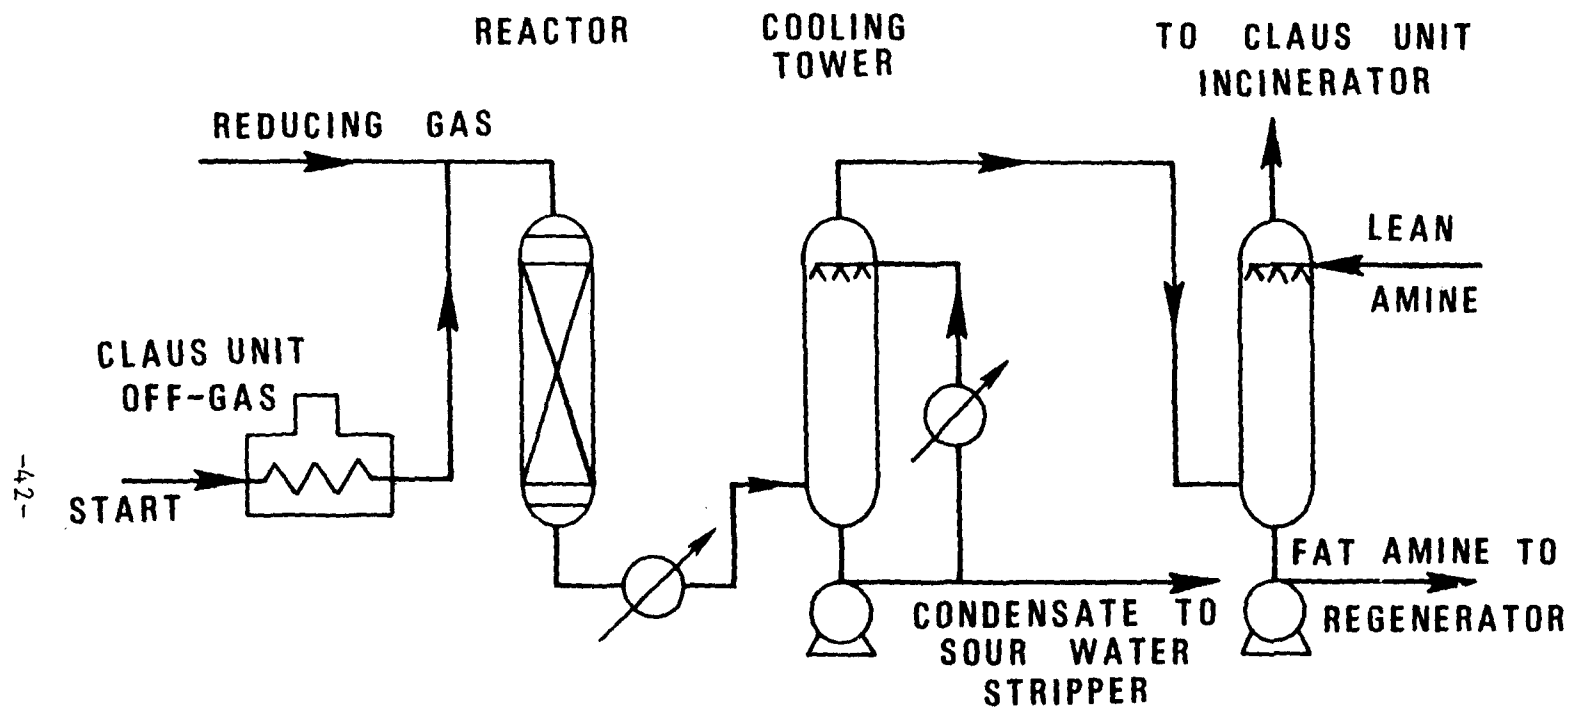 REACTOR
COOLING
TOWER
TO CLAUS UNIT
INCINERATOR
REDUCING GAS
LEAN
AMINE
CLAUS UNIT
OFF-GAS
START
-42-
FAT AMINE TO
REGENERATOR
CONDENSATE TO
SOUR WATER
STRIPPER